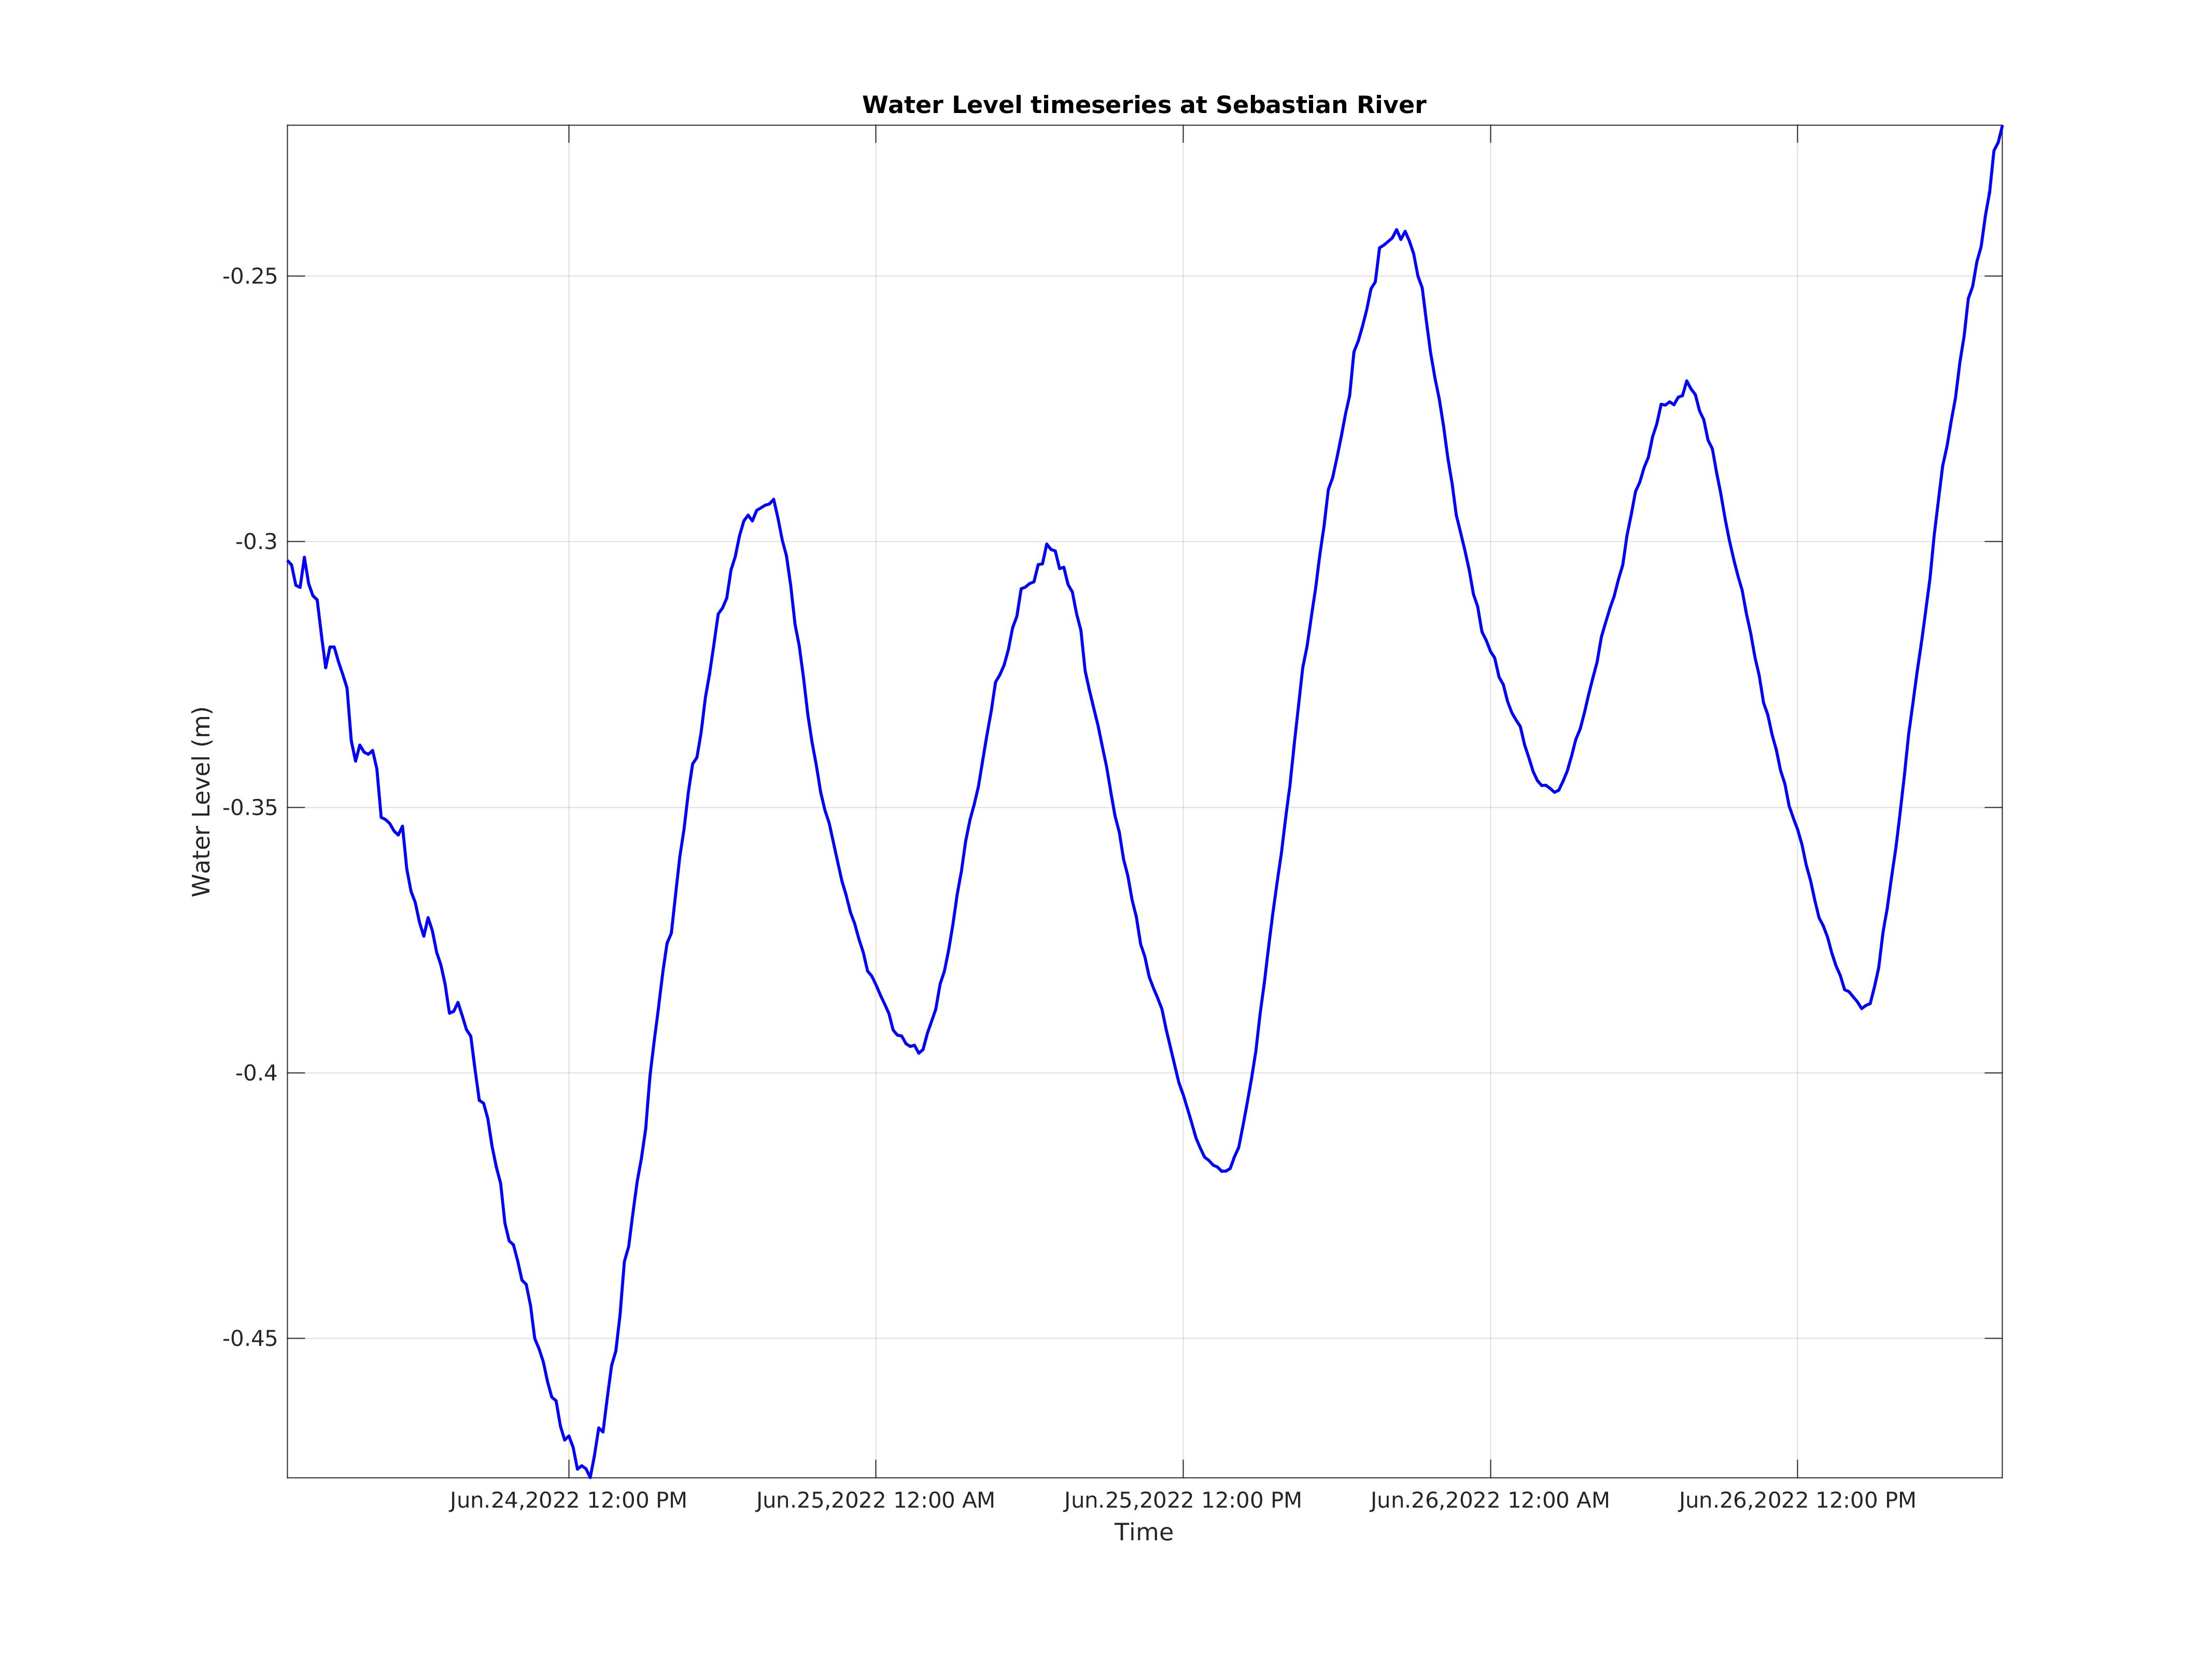 Water Level timeseries at Sebastian River
-0.25
-0.3
-0.35
-0.4
-0.45
Water Level (m)
Jun.24,2022 12:00 PM
Jun.25,2022 12:00 AM
Jun.25,2022 12:00 PM
Jun.26,2022 12:00 AM
Jun.26,2022 12:00 PM
Time